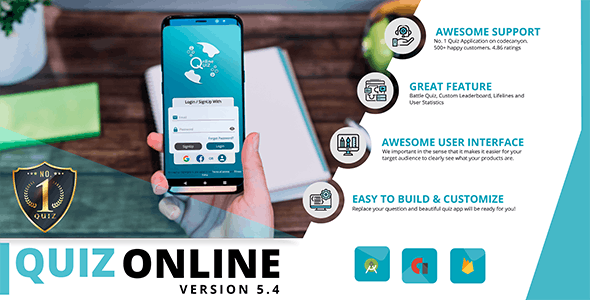 AWESOME SUPPORT
No. 1 Quiz Application on codecanyon.
500+ happy customers. 4.86 ratings
GREAT FEATURE
Battle Quiz, Custom Leaderboard, Lifelines and
User Statistics
AWESOME USER INTERFACE
We important in the sense that it makes it easier for your
target audience to clearly see what your products are.
EASY TO BUILD & CUSTOMIZE
Replace your question and beautiful quiz app will be ready for you!
Quiz
Login / SignUp With
Email
Password
Forgot Password?
SignUp
Login
NO.
1
QUIZ
QUIZ ONLINE
VERSION 5.4